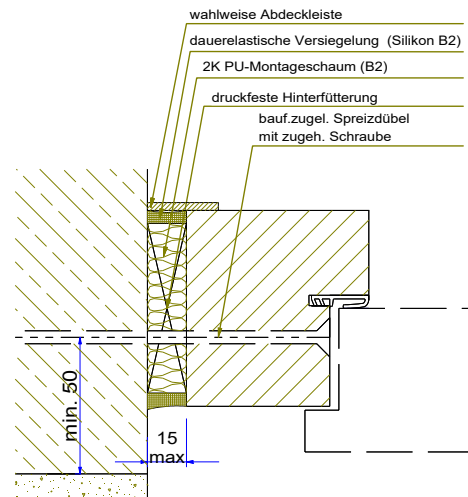 wahlweise Abdeckleiste
dauerelastische Versiegelung (Silikon B2)
2K PU-Montageschaum (B2)
druckfeste Hinterfütterung
bauf.zugel. Spreizdübel
mit zugeh. Schraube
min. 50
15
max